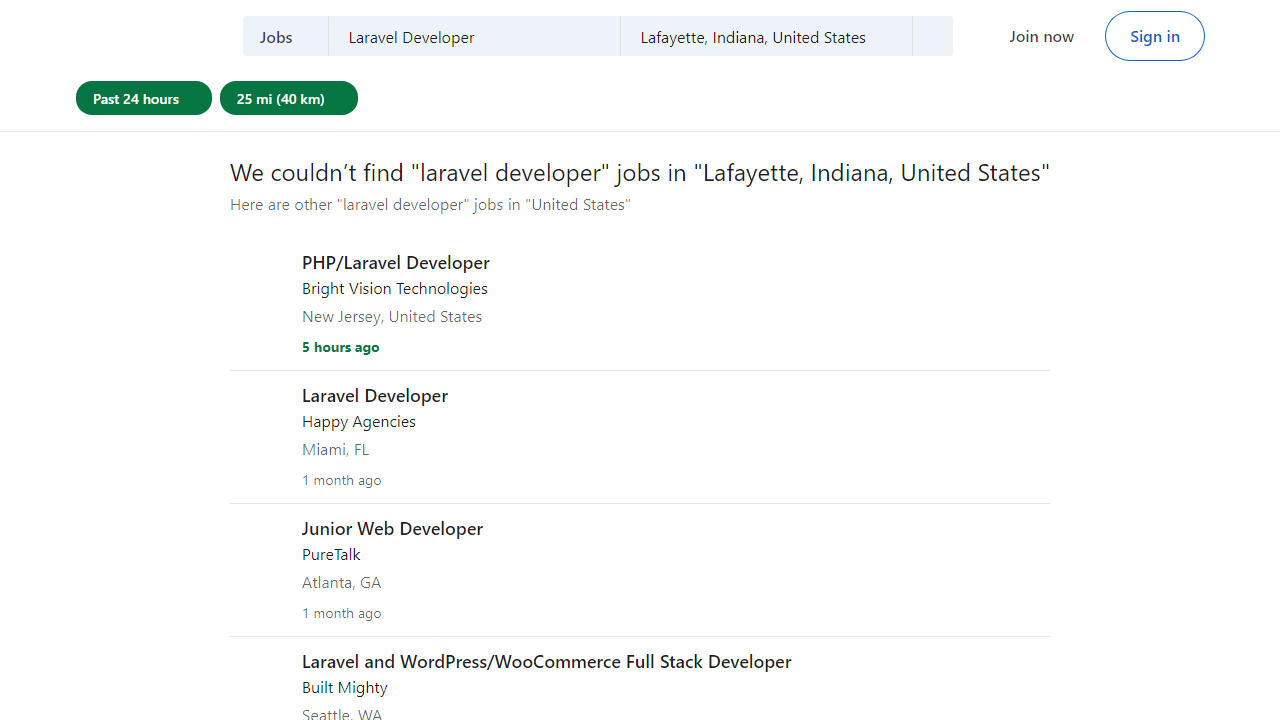 Jobs
Laravel Developer
Lafayette, Indiana, United States
Join now
Sign in
Past 24 hours
25 mi (40 km)
We couldn’t find "laravel developer" jobs in "Lafayette, Indiana, United States"
Here are other "laravel developer" jobs in "United States"
PHP/Laravel Developer
Bright Vision Technologies
New Jersey, United States
5 hours ago
Laravel Developer
Happy Agencies
Miami, FL
1 month ago
Junior Web Developer
PureTalk
Atlanta, GA
1 month ago
Laravel and WordPress/WooCommerce Full Stack Developer
Built Mighty
Seattle, WA